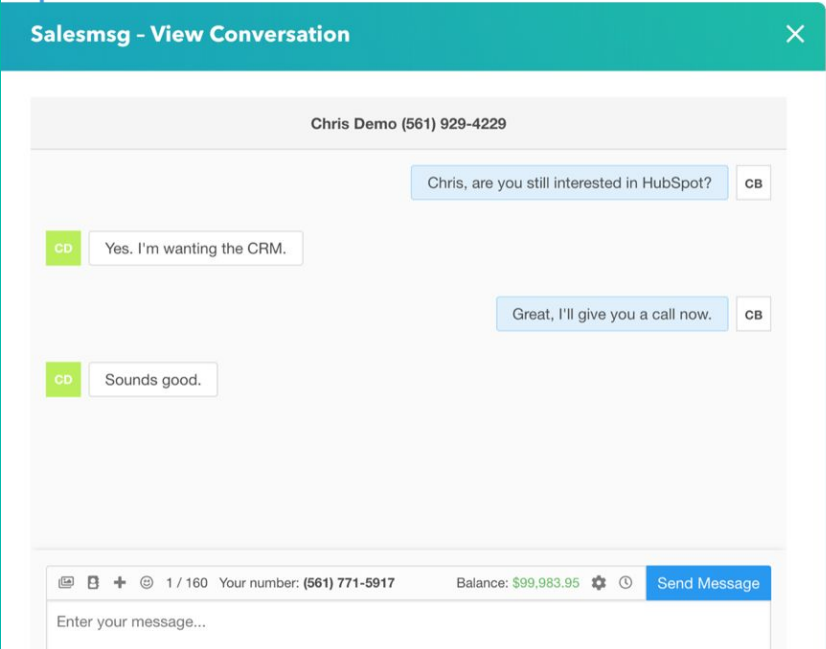 Salesmsg - View Conversation
Chris Demo (561) 929-4229
Chris, are you still interested in HubSpot? CB
CD Yes. I'm wanting the CRM.
Great, I'll give you a call now. CB
CD Sounds good.
1 / 160 Your number: (561) 771-5917 Balance: $99,983.95 Send Message
Enter your message...